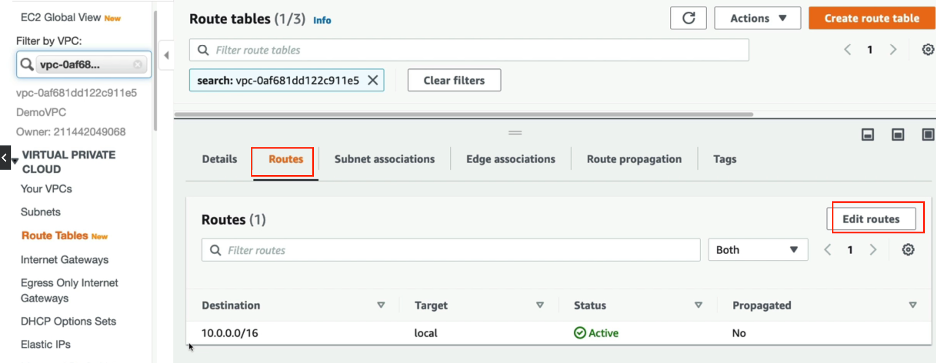 EC2 Global View New
Filter by VPC:
vpc-0af68...
vpc-0af681dd122c911e5
DemoVPC
Owner: 211442049068
VIRTUAL PRIVATE
CLOUD
Your VPCs
Subnets
Route Tables New
Internet Gateways
Egress Only Internet
Gateways
DHCP Options Sets
Elastic IPs
Route tables (1/3) Info
Actions
Create route table
Filter route tables
1
search: vpc-0af681dd122c911e5
Clear filters
Details Routes Subnet associations Edge associations Route propagation Tags
Routes (1)
Edit routes
Filter routes
Both
1
Destination Target Status Propagated
10.0.0.0/16 local Active No